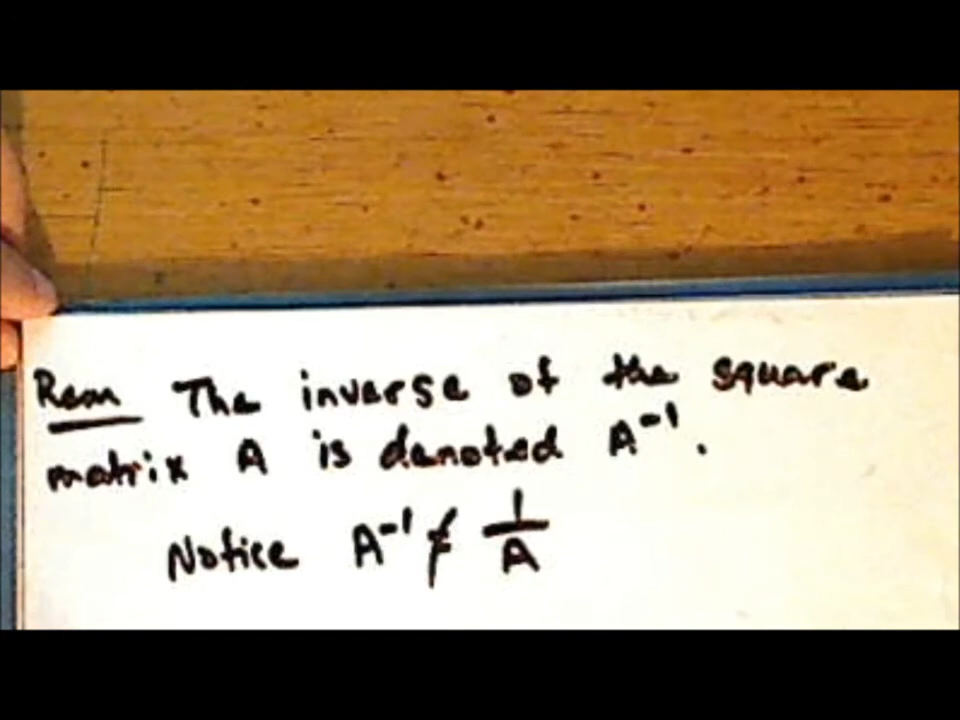 Rem The inverse of the square
matrix A is denoted A⁻¹.
Notice A⁻¹ ≠ 1/A